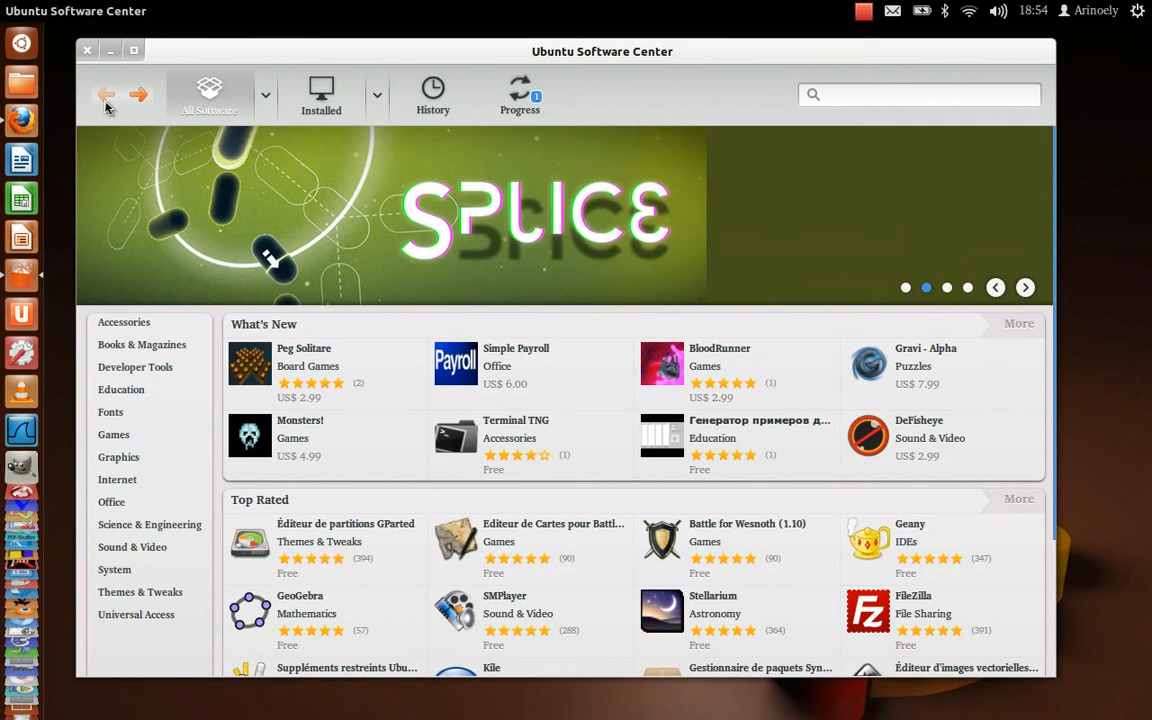 Ubuntu Software Center
18:54
Arinoely
Ubuntu Software Center
All Software
Installed
History
1
Progress
SPLICE
Accessories
Books & Magazines
Developer Tools
Education
Fonts
Games
Graphics
Internet
Office
Science & Engineering
Sound & Video
System
Themes & Tweaks
Universal Access
What's New
More
Peg Solitare
Board Games
(2)
US$ 2.99
Payroll
Simple Payroll
Office
US$ 6.00
BloodRunner
Games
(1)
US$ 2.99
Gravi - Alpha
Puzzles
US$ 7.99
Monsters!
Games
US$ 4.99
Terminal TNG
Accessories
(1)
Free
Генератор примеров д...
Education
(1)
Free
DeFisheye
Sound & Video
US$ 2.99
Top Rated
More
Éditeur de partitions GParted
Themes & Tweaks
(394)
Free
Editeur de Cartes pour Battl...
Games
(90)
Free
Battle for Wesnoth (1.10)
Games
(90)
Free
Geany
IDEs
(347)
Free
GeoGebra
Mathematics
(57)
Free
SMPlayer
Sound & Video
(288)
Free
Stellarium
Astronomy
(364)
Free
Fz
FileZilla
File Sharing
(391)
Free
Suppléments restreints Ubu...
Kile
Gestionnaire de paquets Syn...
Éditeur d'images vectorielles...